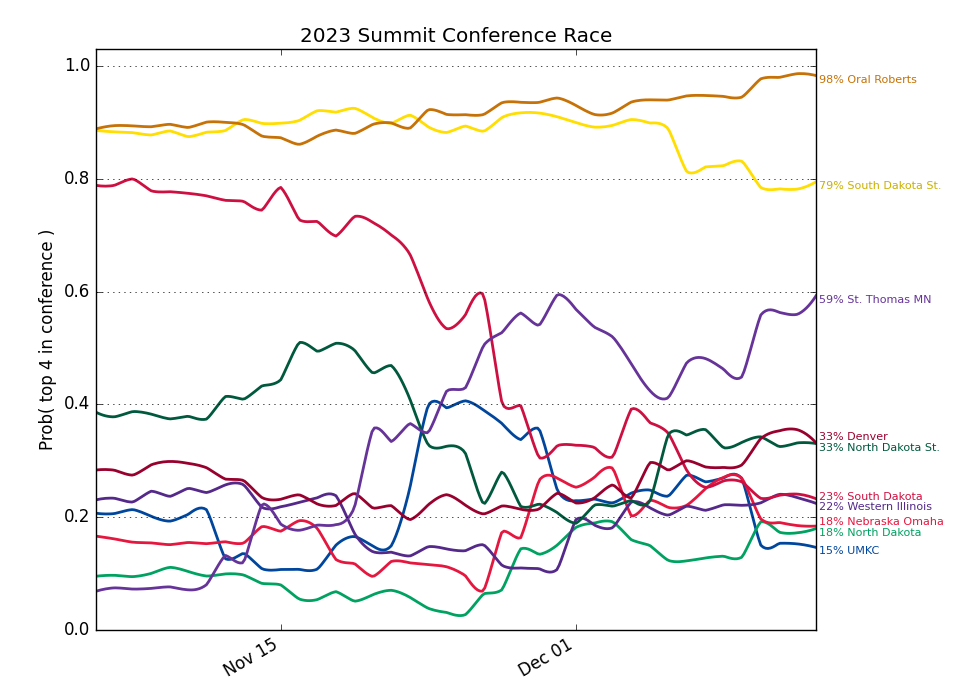 2023 Summit Conference Race
Prob( top 4 in conference )
1.0
0.8
0.6
0.4
0.2
0.0
Nov 15
Dec 01
98% Oral Roberts
79% South Dakota St.
59% St. Thomas MN
33% Denver
33% North Dakota St.
23% South Dakota
22% Western Illinois
18% Nebraska Omaha
18% North Dakota
15% UMKC